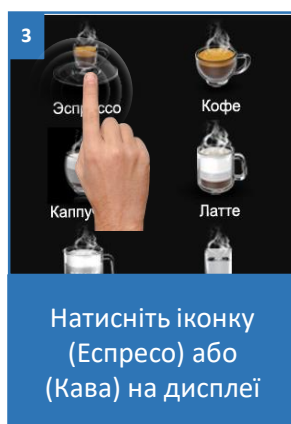 3
Эспрессо
Кофе
Латте
Натисніть іконку
(Еспресо) або
(Кава) на дисплеї